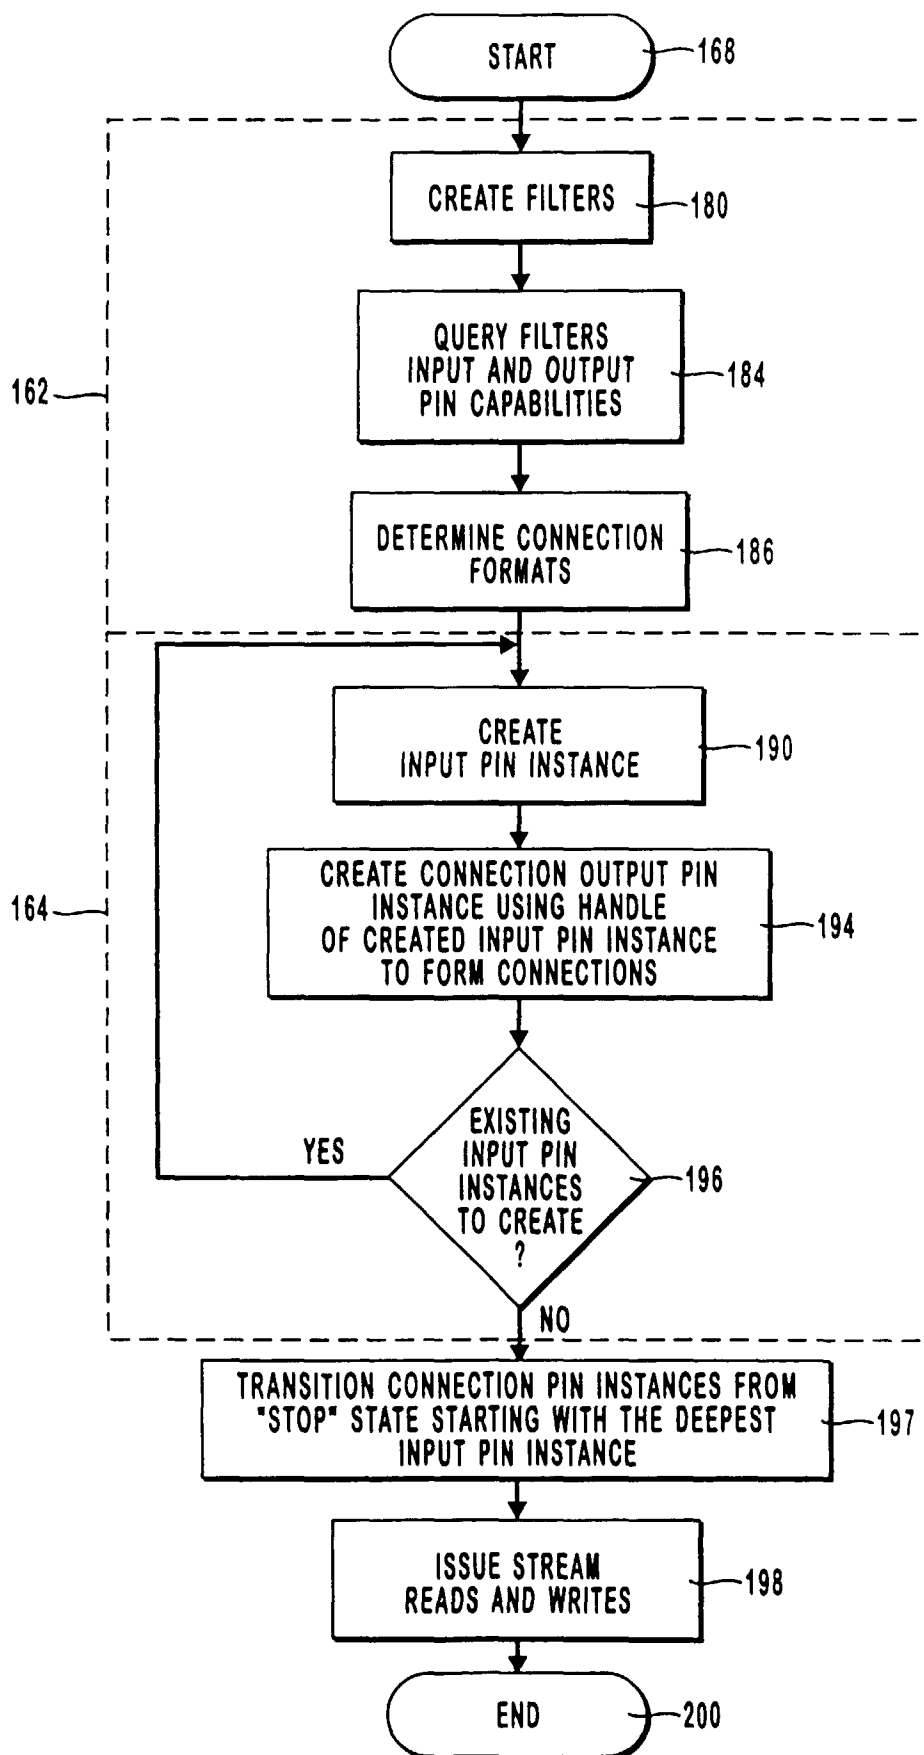 START
168
CREATE FILTERS
180
QUERY FILTERS
INPUT AND OUTPUT
PIN CAPABILITIES
184
162
DETERMINE CONNECTION
FORMATS
186
CREATE
INPUT PIN INSTANCE
190
CREATE CONNECTION OUTPUT PIN
INSTANCE USING HANDLE
OF CREATED INPUT PIN INSTANCE
TO FORM CONNECTIONS
194
164
EXISTING
INPUT PIN
INSTANCES
TO CREATE
?
196
YES
NO
TRANSITION CONNECTION PIN INSTANCES FROM
"STOP" STATE STARTING WITH THE DEEPEST
INPUT PIN INSTANCE
197
ISSUE STREAM
READS AND WRITES
198
END
200